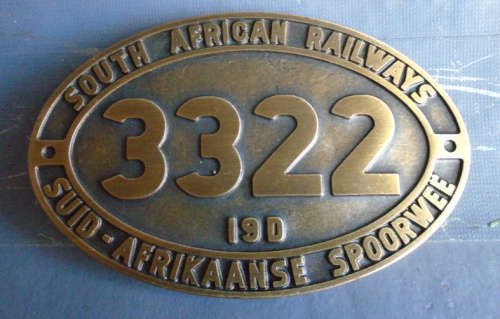 SOUTH AFRICAN RAILWAYS
3322
19D
SUID-AFRIKAANSE SPOORWEË